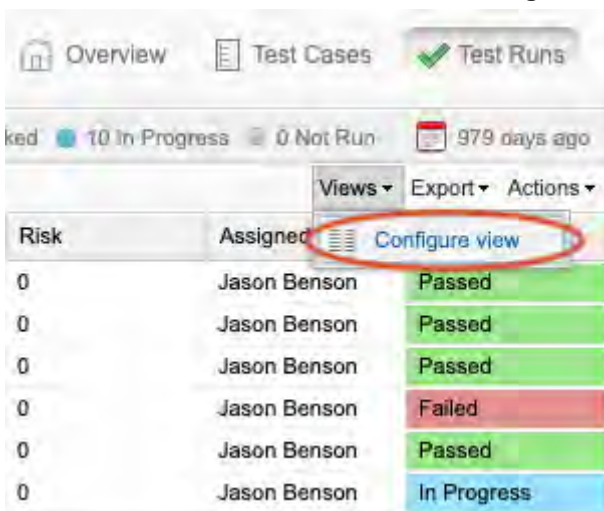 Overview Test Cases Test Runs
ked 10 In Progress 0 Not Run 979 days ago
Views Export Actions
Risk Assigned Configure view
0 Jason Benson Passed
0 Jason Benson Passed
0 Jason Benson Passed
0 Jason Benson Failed
0 Jason Benson Passed
0 Jason Benson In Progress